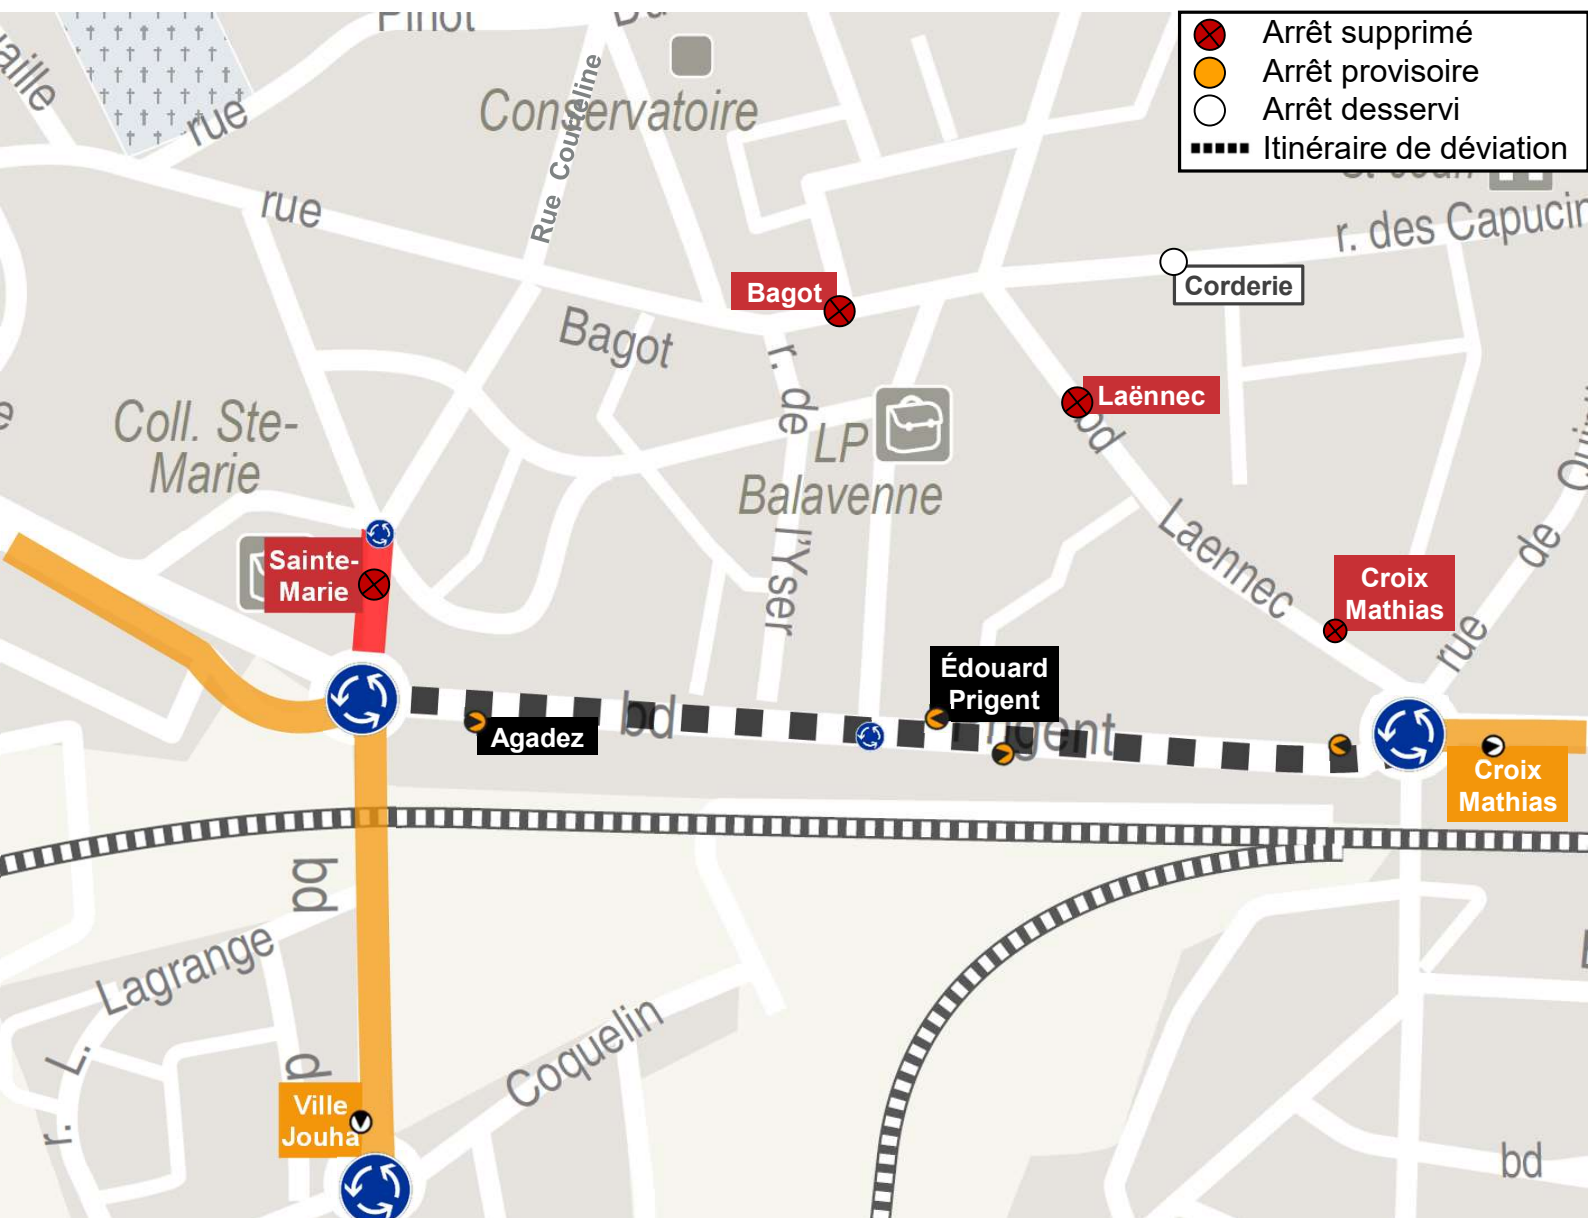 Arrêt supprimé
Arrêt provisoire
Arrêt desservi
Itinéraire de déviation
rue
Conservatoire
Rue Courteline
rue
r. des Capucin
Corderie
Bagot
Bagot
r. de
l'Yser
Laënnec
bd
Laennec
Coll. Ste-
Marie
LP
Balavenne
Sainte-
Marie
Croix
Mathias
rue de
Édouard
Prigent
Agadez
bd
Prigent
Croix
Mathias
bd
Lagrange
r. L.
Coquelin
Ville
Jouha
bd